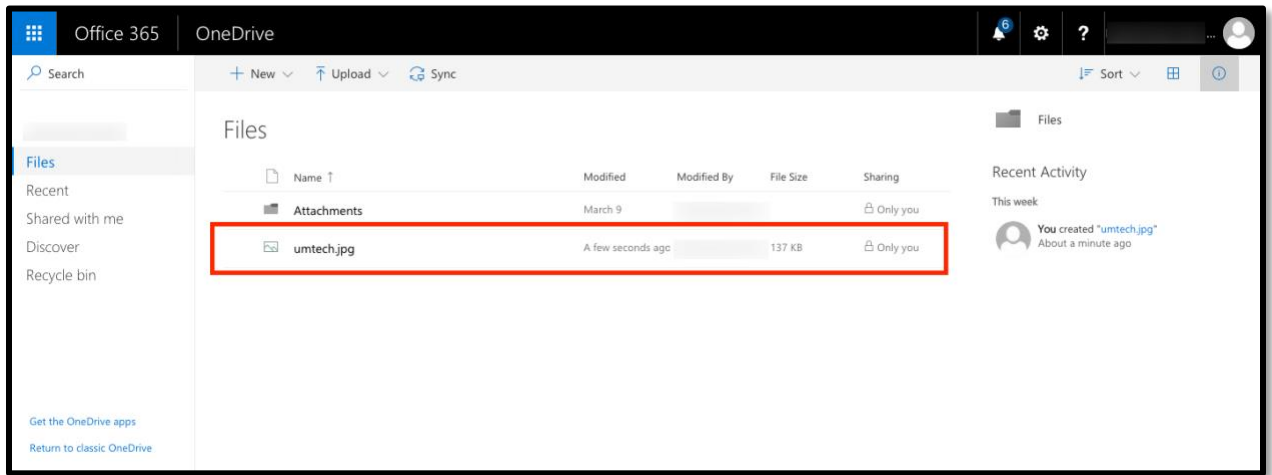 Office 365 OneDrive 6 ? ...
Search + New Upload Sync Sort
Files
Recent
Shared with me
Discover
Recycle bin
Get the OneDrive apps
Return to classic OneDrive
Files
Name ↑ Modified Modified By File Size Sharing
Attachments March 9 Only you
umtech.jpg A few seconds ago 137 KB Only you
Files
Recent Activity
This week
You created "umtech.jpg"
About a minute ago